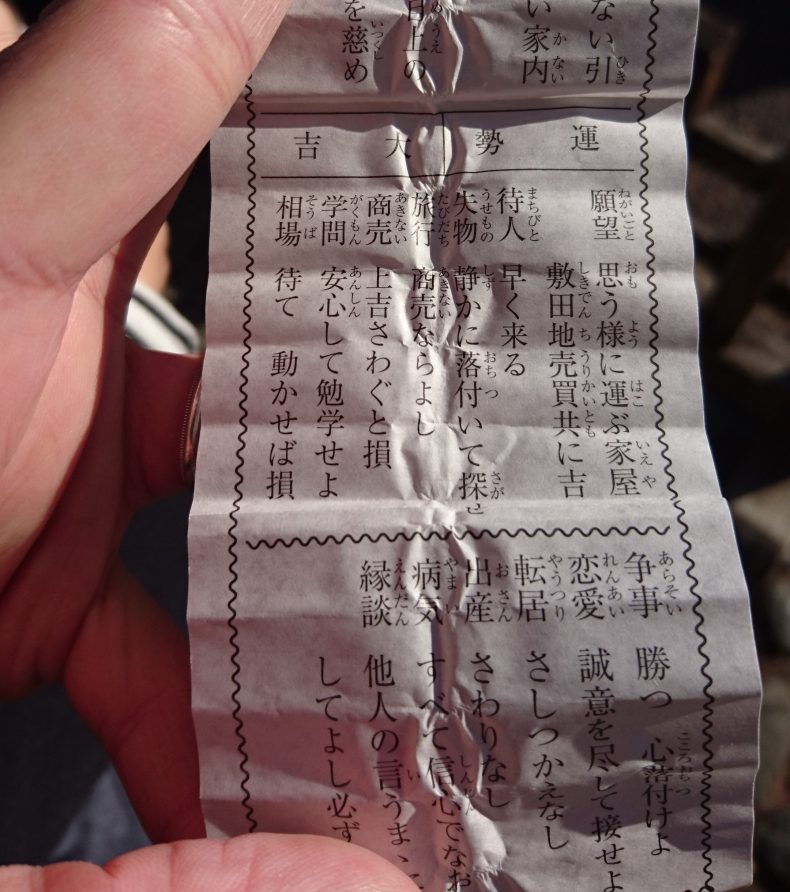 ない引
い家内
目上の
を慈め
運勢 大吉
願望 思う様に運ぶ家屋
敷田地売買共に吉
待人 早く来る
失物 静かに落付いて探せ
旅行 商売ならよし
商売 上吉さわぐと損
学問 安心して勉学せよ
相場 待て 動かせば損
争事 勝つ 心落付けよ
恋愛 誠意を尽して接せよ
転居 さしつかえなし
出産 さわりなし
病気 すべて信心でなお
縁談 他人の言うまゝに
してよし必ず